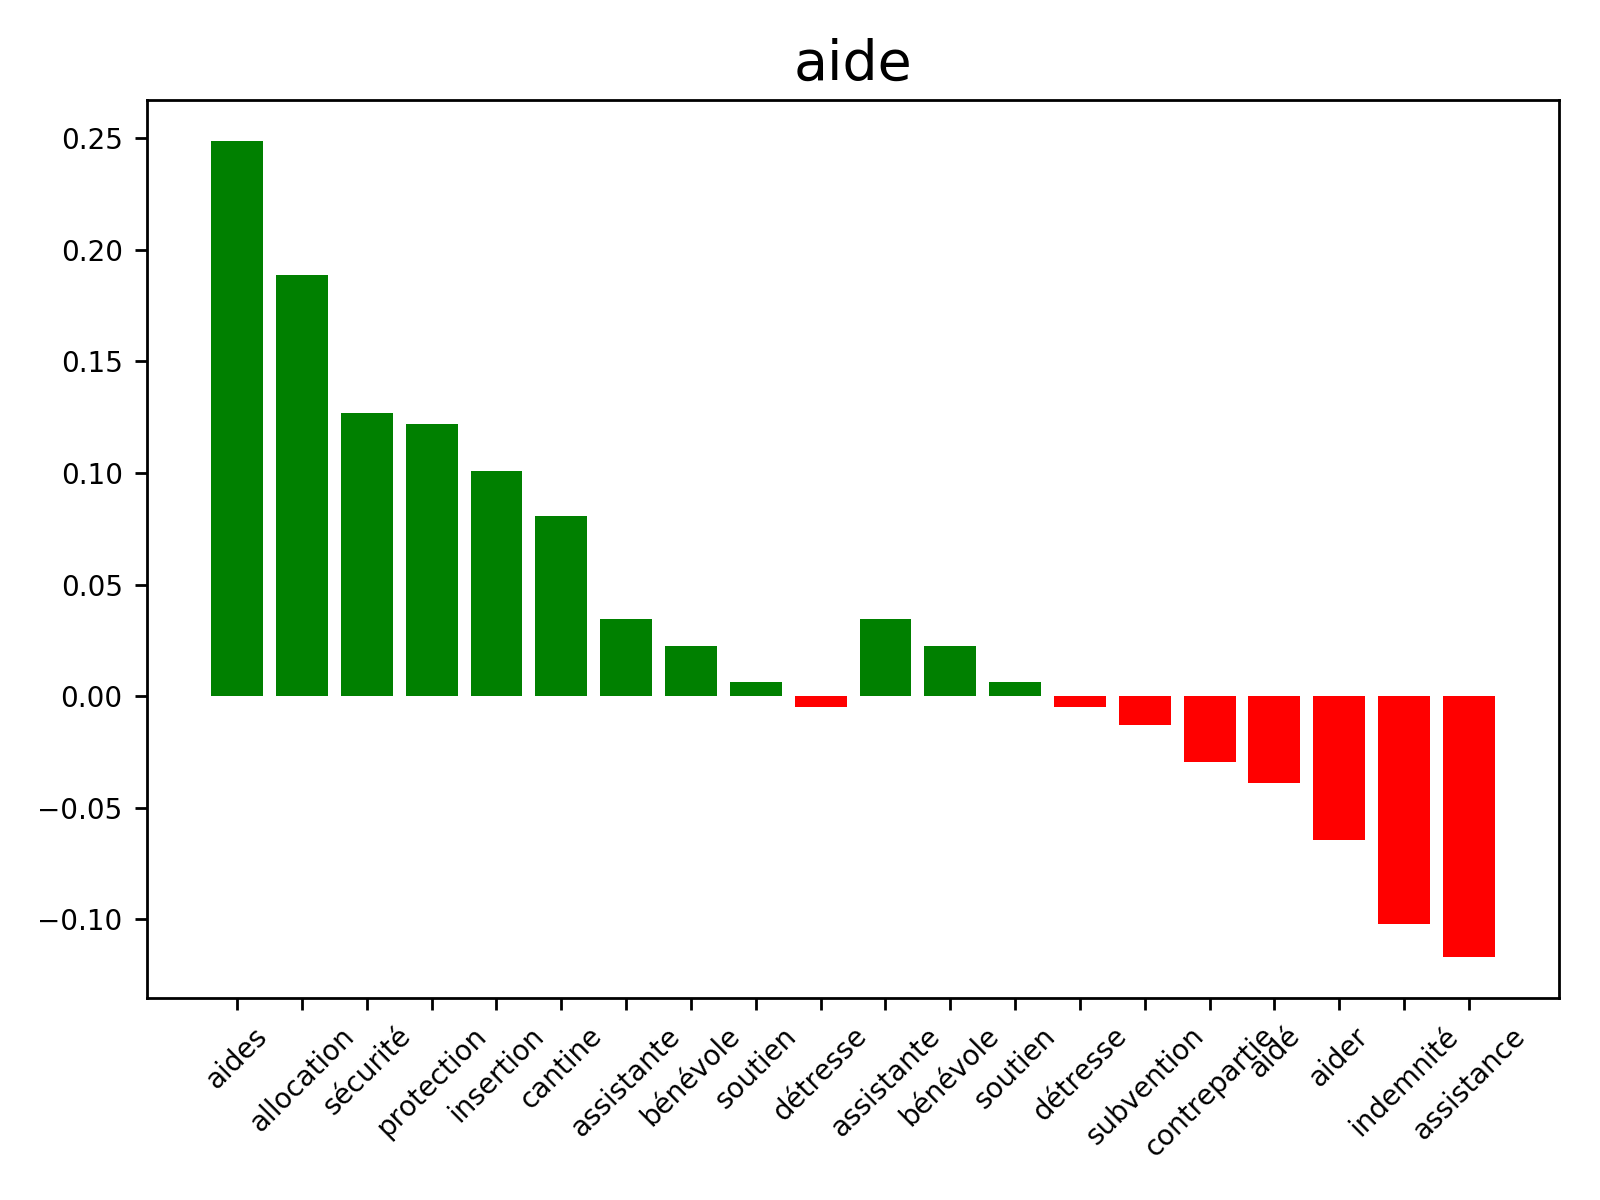 aide
0.25
0.20
0.15
0.10
0.05
0.00
−0.05
−0.10
aides
allocation
sécurité
protection
insertion
cantine
assistante
bénévole
soutien
détresse
assistante
bénévole
soutien
détresse
subvention
contrepartie
aidé
aider
indemnité
assistance